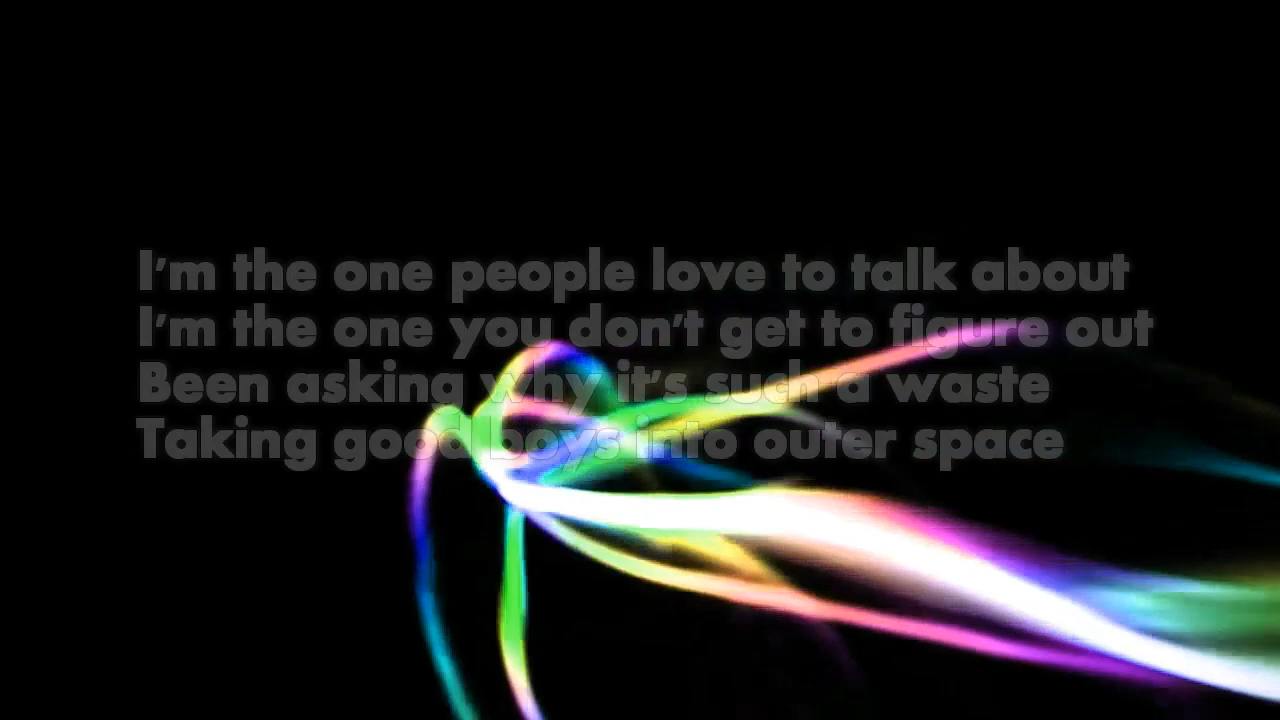 I'm the one people love to talk about
I'm the one you don't get to figure out
Been asking why it's such a waste
Taking good boys into outer space